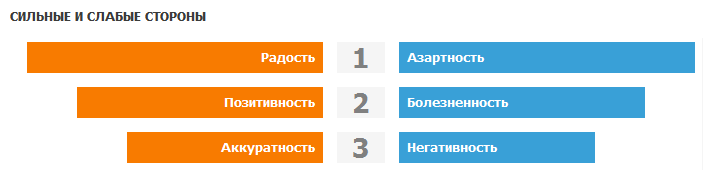 СИЛЬНЫЕ И СЛАБЫЕ СТОРОНЫ
Радость 1 Азартность
Позитивность 2 Болезненность
Аккуратность 3 Негативность